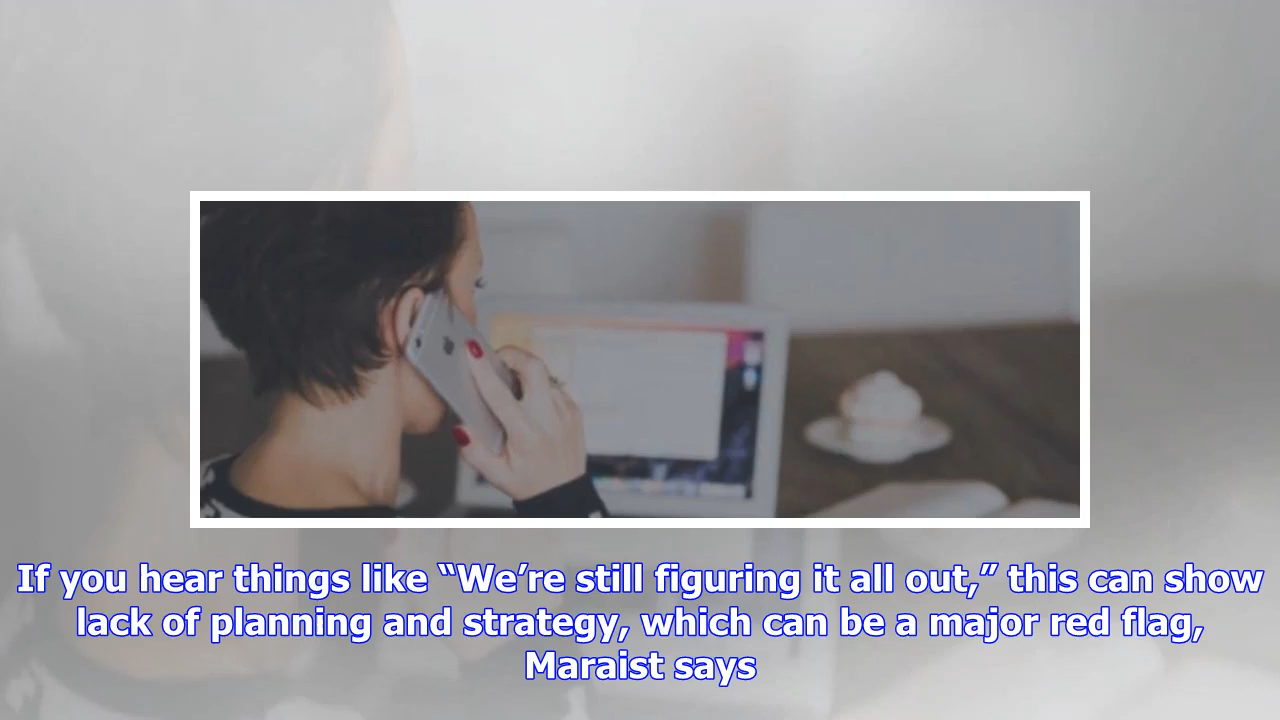 If you hear things like “We’re still figuring it all out,” this can show
lack of planning and strategy, which can be a major red flag,
Maraist says